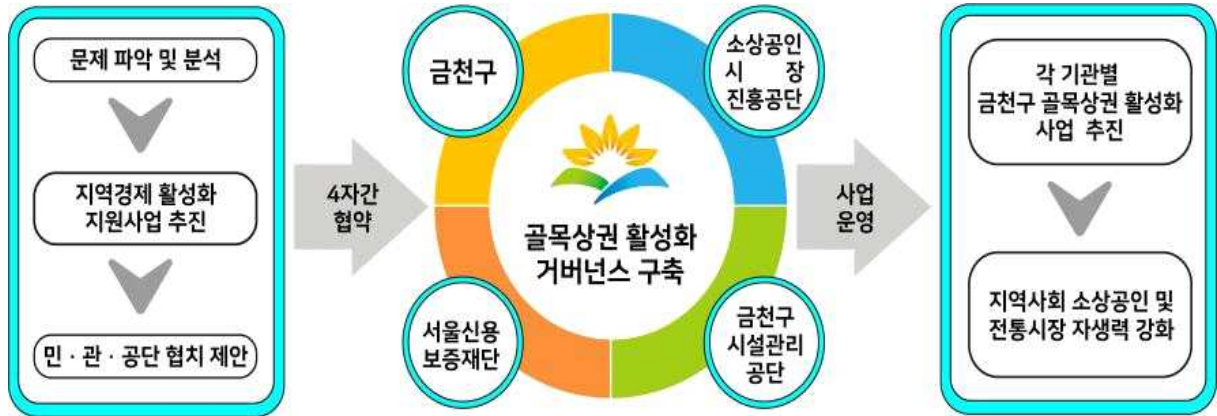 문제 파악 및 분석
지역경제 활성화
지원사업 추진
민·관·공단 협치 제안
4자간
협약
금천구
소상공인
시 장
진흥공단
골목상권 활성화
거버넌스 구축
서울신용
보증재단
금천구
시설관리
공단
사업
운영
각 기관별
금천구 골목상권 활성화
사업 추진
지역사회 소상공인 및
전통시장 자생력 강화